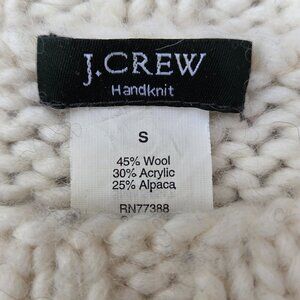 J.CREW
Handknit
S
45% Wool
30% Acrylic
25% Alpaca
RN77388